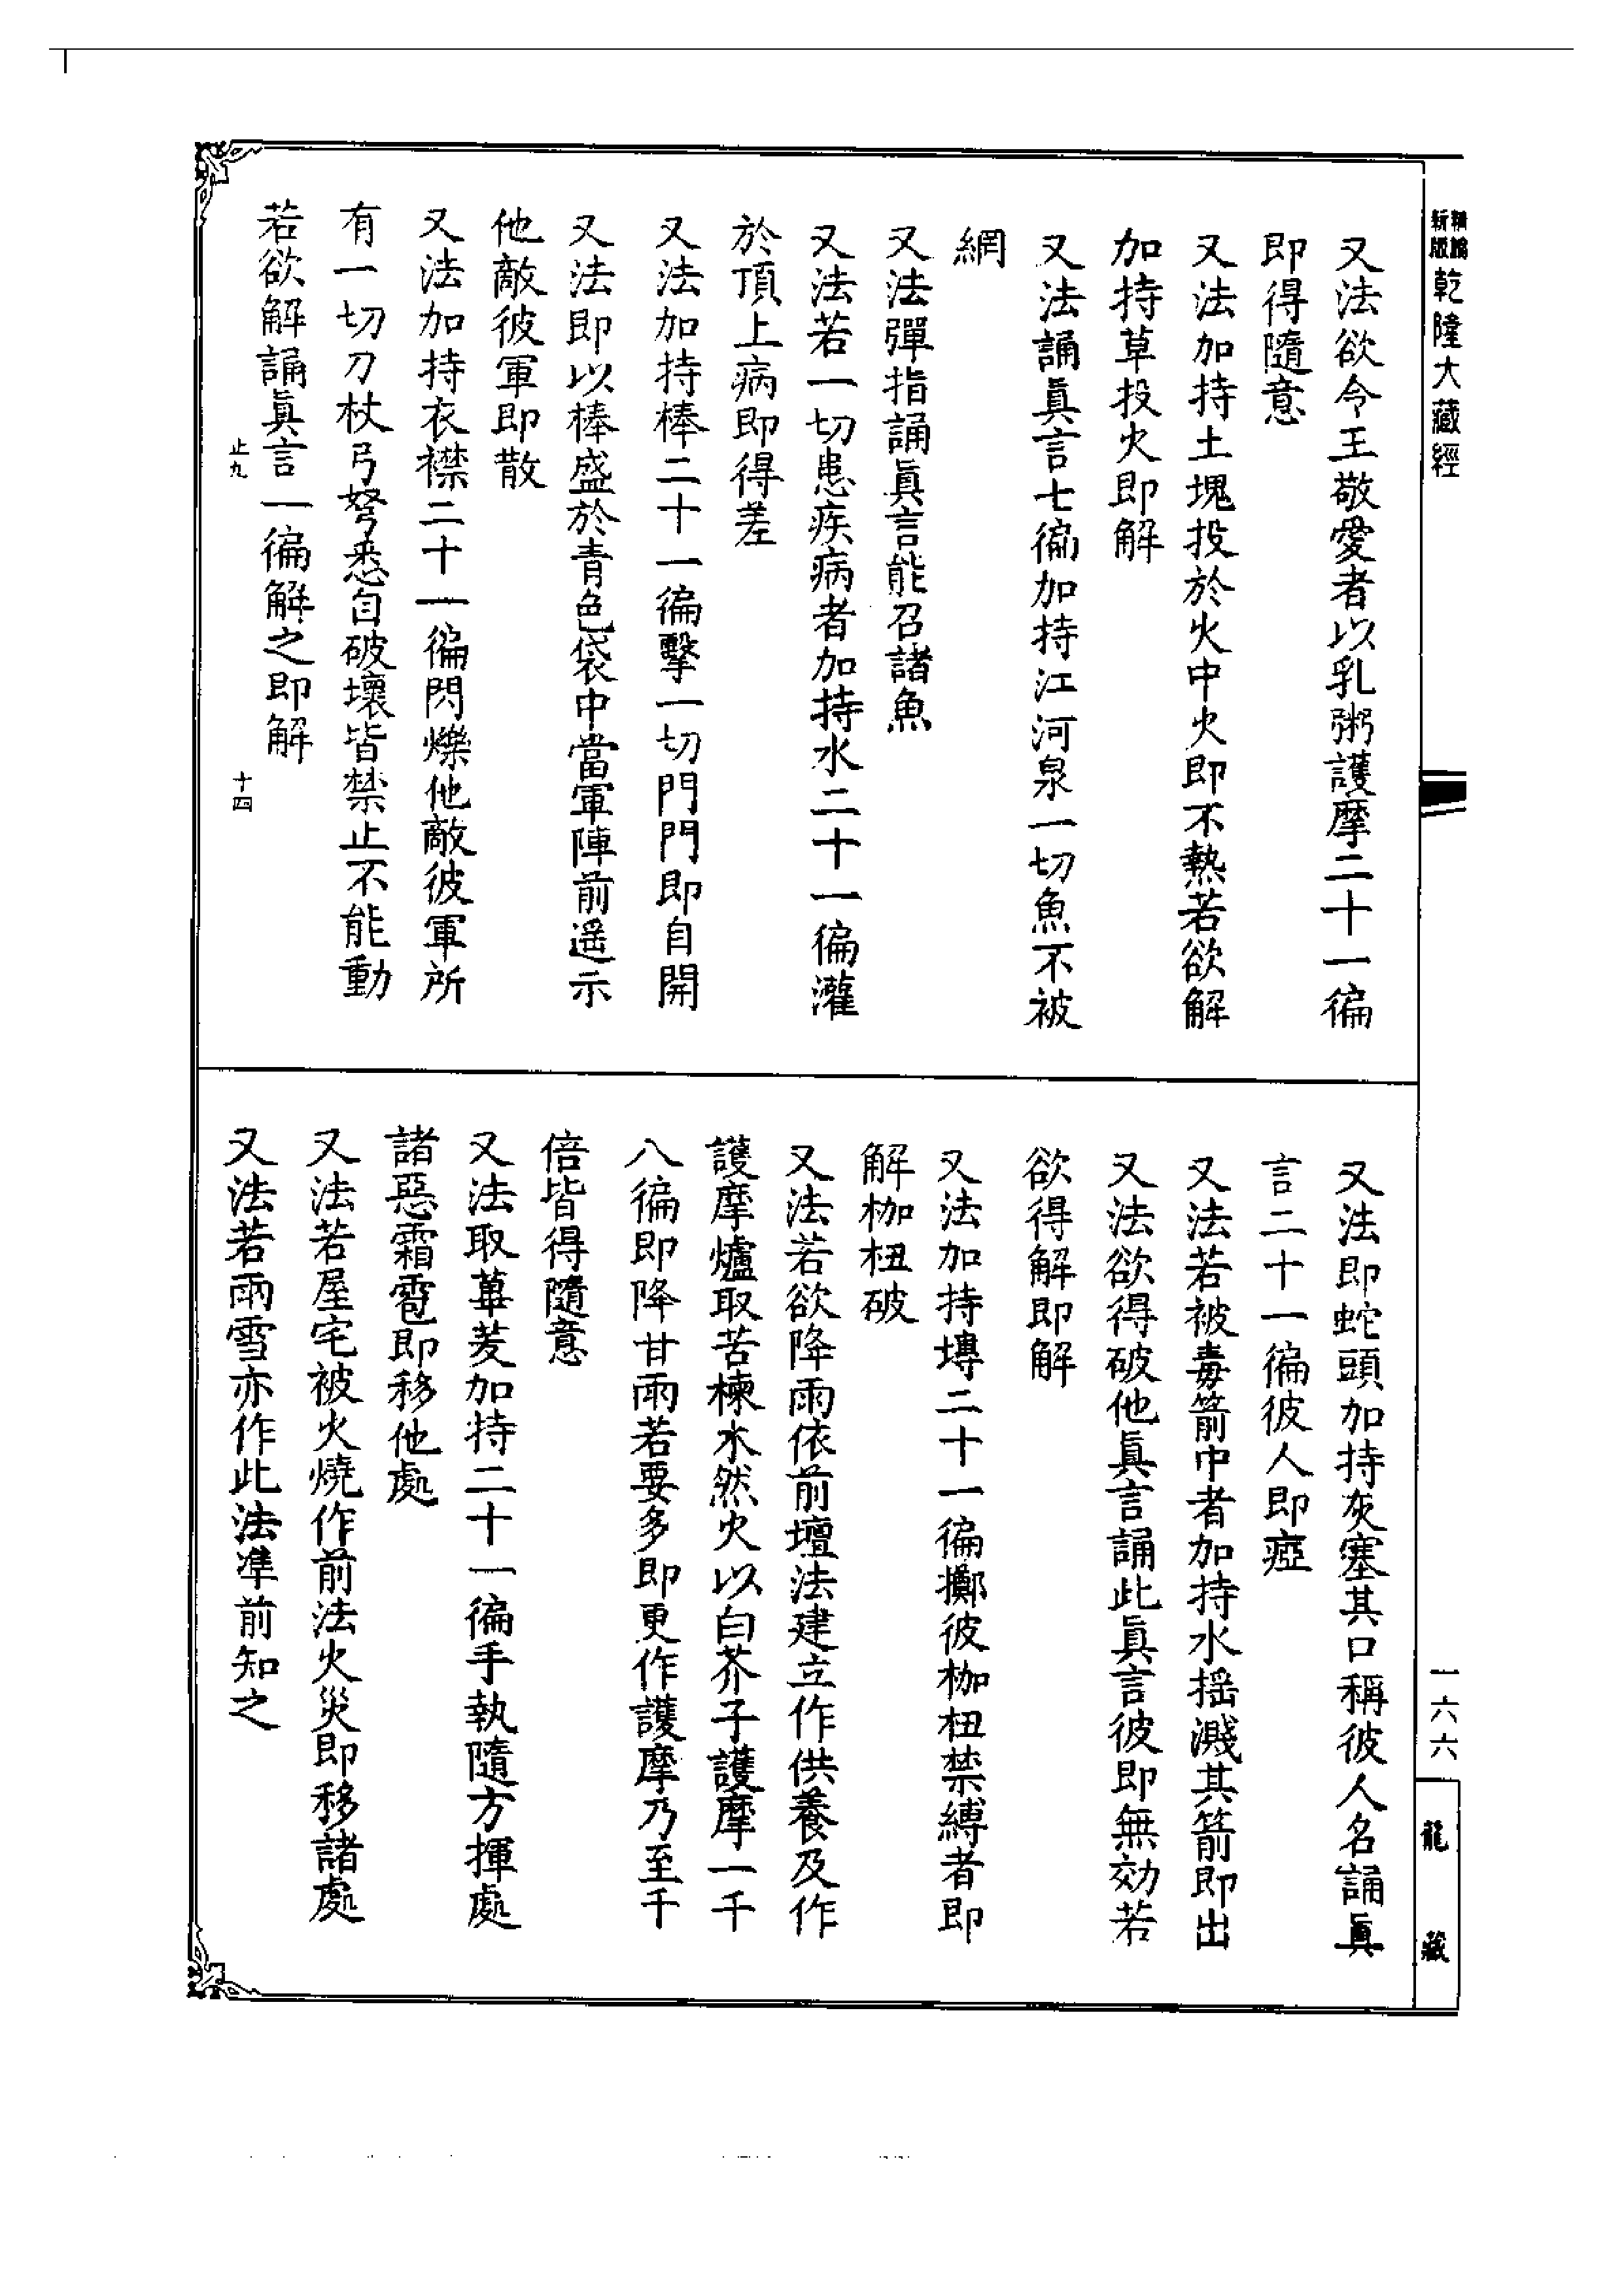 新編縮版乾隆大藏經
又法欲令王敬愛者以乳粥護摩二十一徧
即得隨意
又法加持土塊投於火中火即不熱若欲解
加持草投火即解
又法誦眞言七徧加持江河泉一切魚不被
網
又法彈指誦眞言能召諸魚
又法若一切患疾病者加持水二十一徧灌
於頂上病即得差
又法加持棒二十一徧擊一切門門即自開
又法即以棒盛於青色袋中當軍陣前遥示
他敵彼軍即散
又法加持衣襟二十一徧閃爍他敵彼軍所
有一切刀杖弓弩悉自破壞皆禁止不能動
若欲解誦眞言一徧解之即解
止九
十四
又法即蛇頭加持灰塞其口稱彼人名誦眞
言二十一徧彼人即瘂
又法若被毒箭中者加持水揺濺其箭即出
又法欲得破他眞言誦此眞言彼即無効若
欲得解即解
又法加持塼二十一徧擲彼枷杻禁縛者即
解枷杻破
又法若欲降雨依前壇法建立作供養及作
護摩爐取苦楝水然火以白芥子護摩一千
八徧即降甘雨若要多即更作護摩乃至千
倍皆得隨意
又法取葦茭加持二十一徧手執隨方揮處
諸惡霜雹即移他處
又法若屋宅被火燒作前法火災即移諸處
又法若雨雪亦作此法準前知之
一六六
龍藏